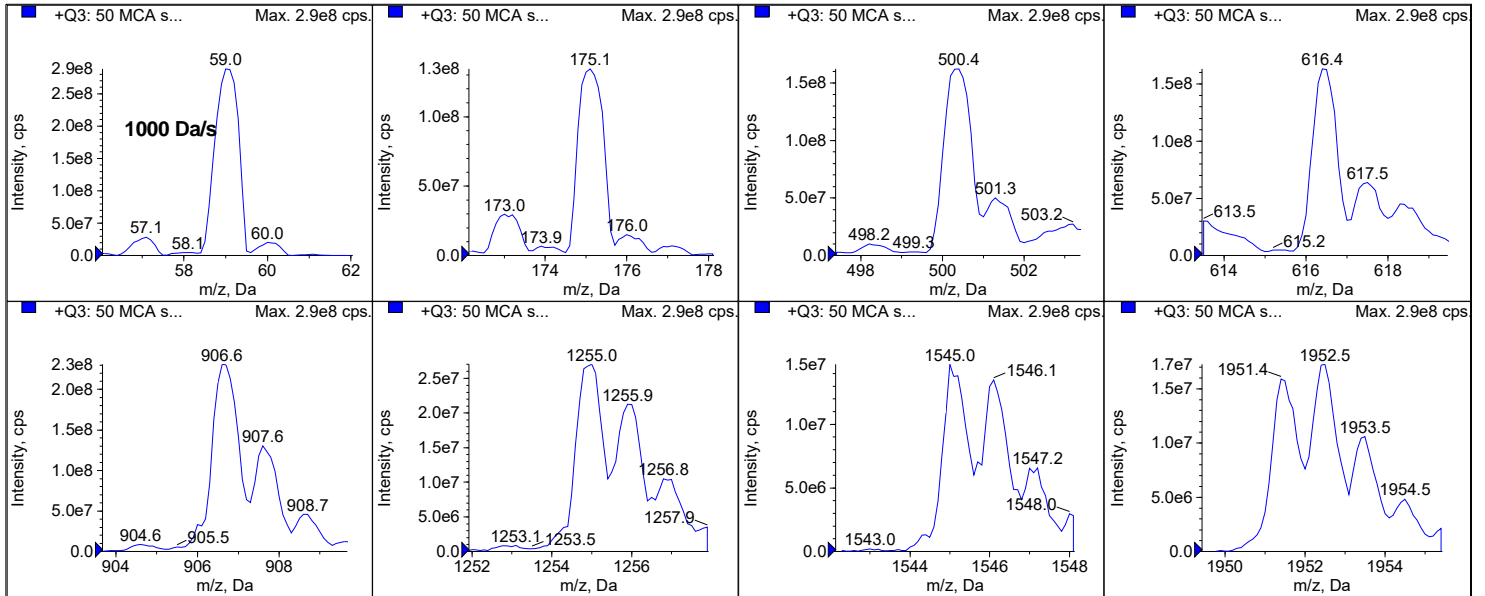 +Q3: 50 MCA s... Max. 2.9e8 cps.
59.0
2.9e8
2.5e8
2.0e8
1.5e8
1.0e8
5.0e7
0.0
1000 Da/s
57.1
58.1
60.0
58 60 62
m/z, Da
Intensity, cps
+Q3: 50 MCA s... Max. 2.9e8 cps.
175.1
1.3e8
1.0e8
5.0e7
0.0
173.0
173.9
176.0
174 176 178
m/z, Da
Intensity, cps
+Q3: 50 MCA s... Max. 2.9e8 cps.
500.4
1.5e8
1.0e8
5.0e7
0.0
501.3
503.2
498.2
499.3
498 500 502
m/z, Da
Intensity, cps
+Q3: 50 MCA s... Max. 2.9e8 cps.
616.4
1.5e8
1.0e8
5.0e7
0.0
617.5
613.5
615.2
614 616 618
m/z, Da
Intensity, cps
+Q3: 50 MCA s... Max. 2.9e8 cps.
906.6
2.3e8
2.0e8
1.5e8
1.0e8
5.0e7
0.0
907.6
908.7
904.6
905.5
904 906 908
m/z, Da
Intensity, cps
+Q3: 50 MCA s... Max. 2.9e8 cps.
1255.0
2.5e7
2.0e7
1.5e7
1.0e7
5.0e6
0.0
1255.9
1256.8
1257.9
1253.1
1253.5
1252 1254 1256
m/z, Da
Intensity, cps
+Q3: 50 MCA s... Max. 2.9e8 cps.
1545.0
1.5e7
1.0e7
5.0e6
0.0
1546.1
1547.2
1548.0
1543.0
1544 1546 1548
m/z, Da
Intensity, cps
+Q3: 50 MCA s... Max. 2.9e8 cps.
1951.4
1952.5
1.7e7
1.5e7
1.0e7
5.0e6
0.0
1953.5
1954.5
1950 1952 1954
m/z, Da
Intensity, cps